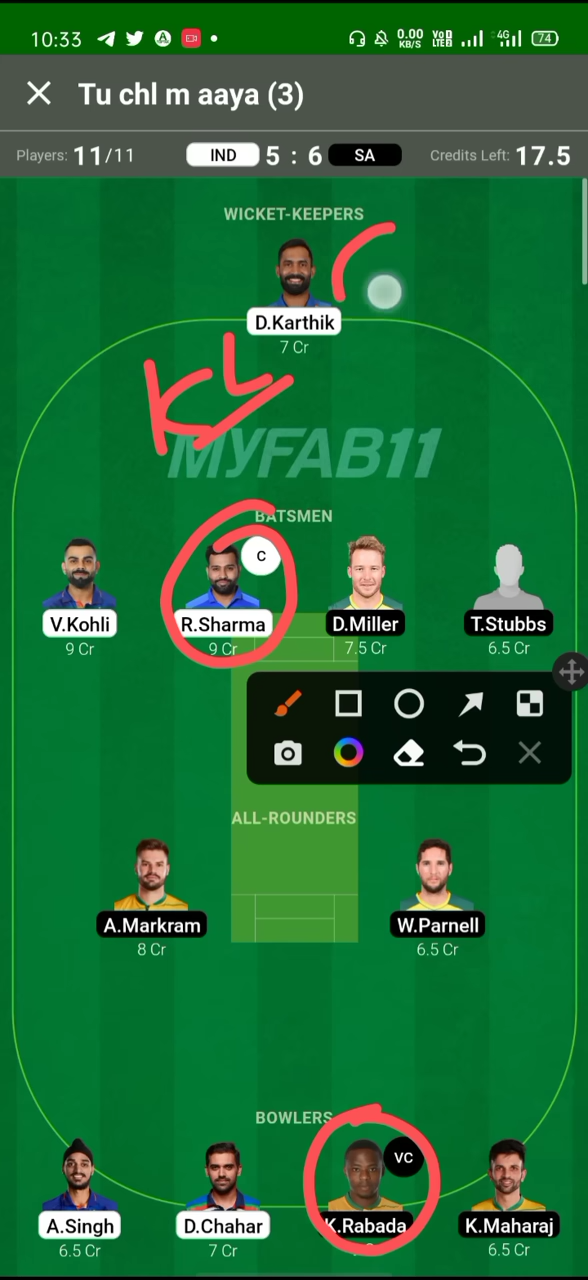 10:33 0.00 KB/S Vo LTE 4G 74
Tu chl m aaya (3)
Players: 11/11 IND 5 : 6 SA Credits Left: 17.5
WICKET-KEEPERS
D.Karthik
7 Cr
KL
MYFAB11
BATSMEN
C
V.Kohli R.Sharma D.Miller T.Stubbs
9 Cr 9 Cr 7.5 Cr 6.5 Cr
ALL-ROUNDERS
A.Markram W.Parnell
8 Cr 6.5 Cr
BOWLERS
VC
A.Singh D.Chahar K.Rabada K.Maharaj
6.5 Cr 7 Cr 6.5 Cr